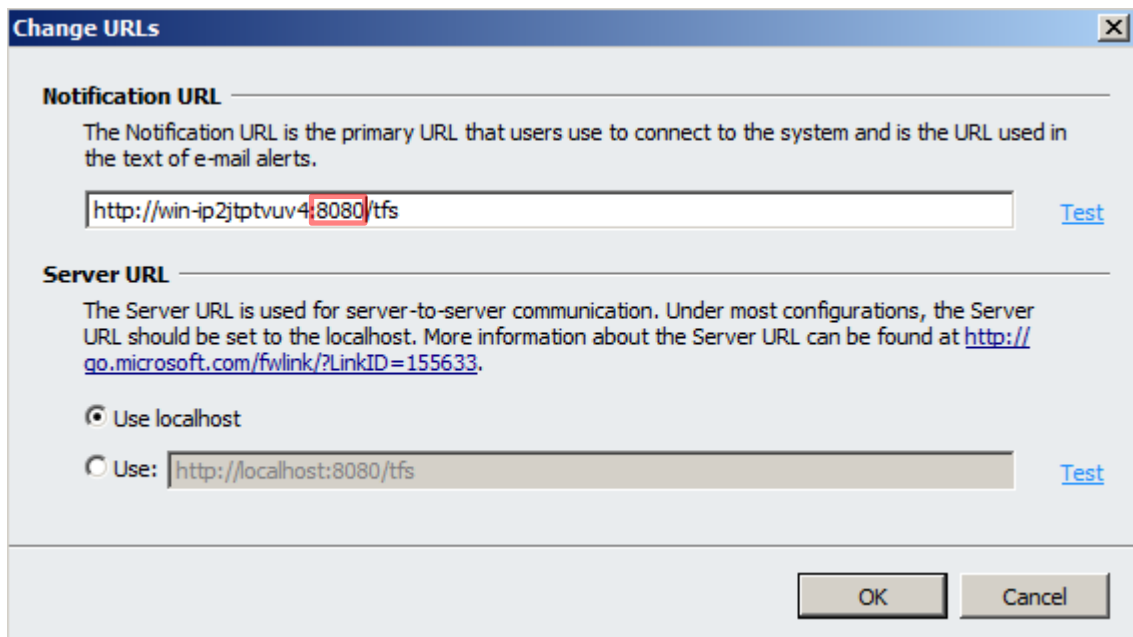 Change URLs
Notification URL
The Notification URL is the primary URL that users use to connect to the system and is the URL used in
the text of e-mail alerts.
http://win-ip2jtptvuv4:8080/tfs
Test
Server URL
The Server URL is used for server-to-server communication. Under most configurations, the Server
URL should be set to the localhost. More information about the Server URL can be found at http://
go.microsoft.com/fwlink/?LinkID=155633.
Use localhost
Use: http://localhost:8080/tfs
Test
OK Cancel